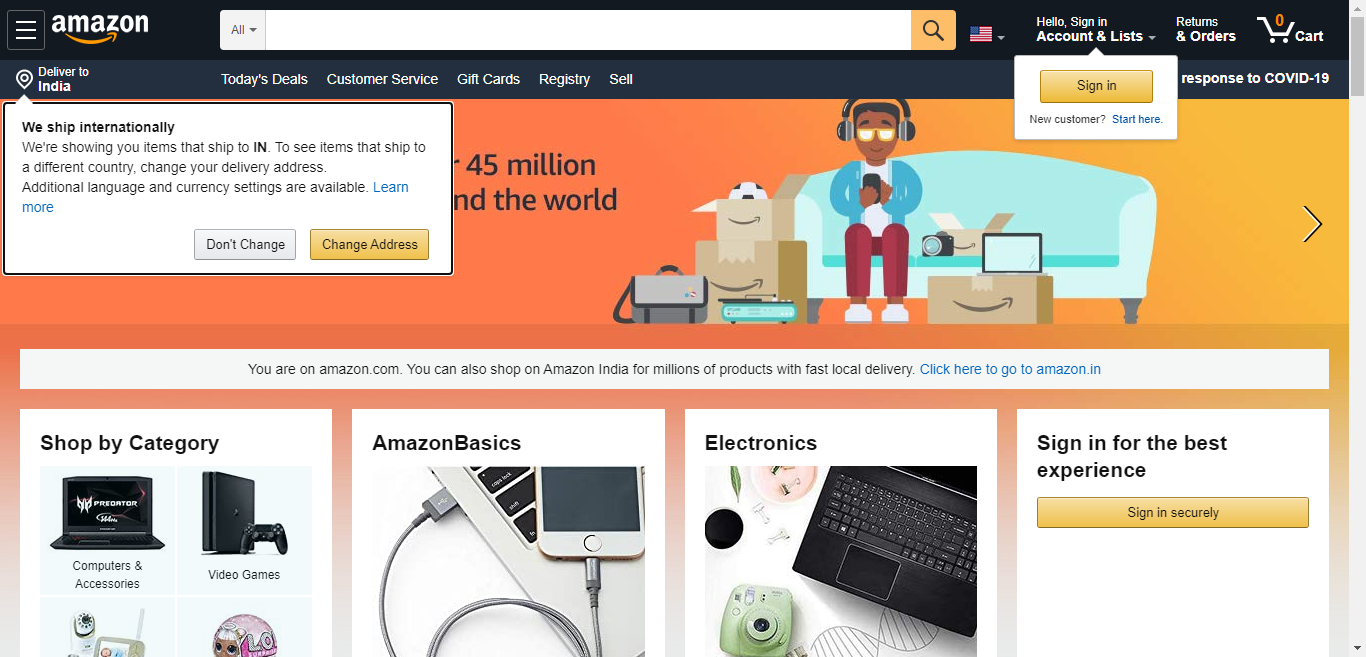 amazon
All
Hello, Sign in
Account & Lists
Returns
& Orders
0
Cart
Deliver to
India
Today's Deals
Customer Service
Gift Cards
Registry
Sell
response to COVID-19
Sign in
New customer? Start here.
We ship internationally
We're showing you items that ship to IN. To see items that ship to
a different country, change your delivery address.
Additional language and currency settings are available. Learn
more
Don't Change
Change Address
45 million
the world
You are on amazon.com. You can also shop on Amazon India for millions of products with fast local delivery. Click here to go to amazon.in
Shop by Category
PREDATOR
Computers &
Accessories
Video Games
AmazonBasics
caps lock
shift
fn
Electronics
Sign in for the best
experience
Sign in securely